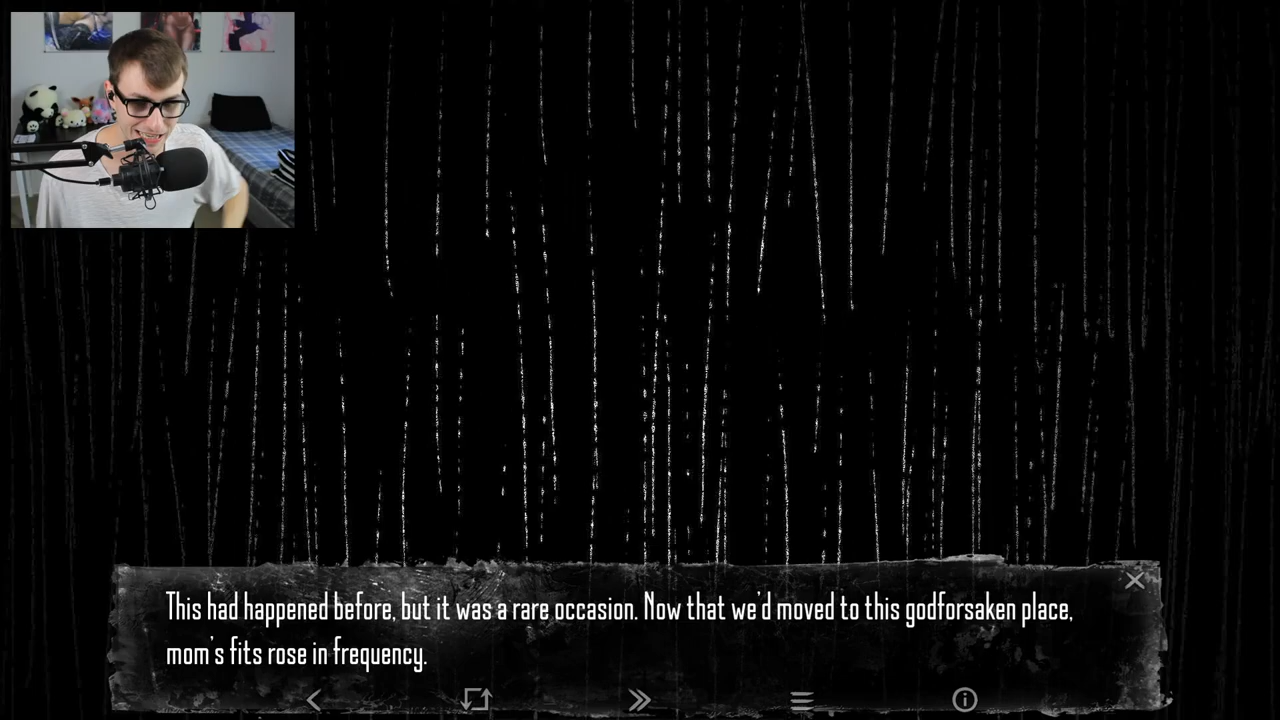 This had happened before, but it was a rare occasion. Now that we'd moved to this godforsaken place,
mom's fits rose in frequency.